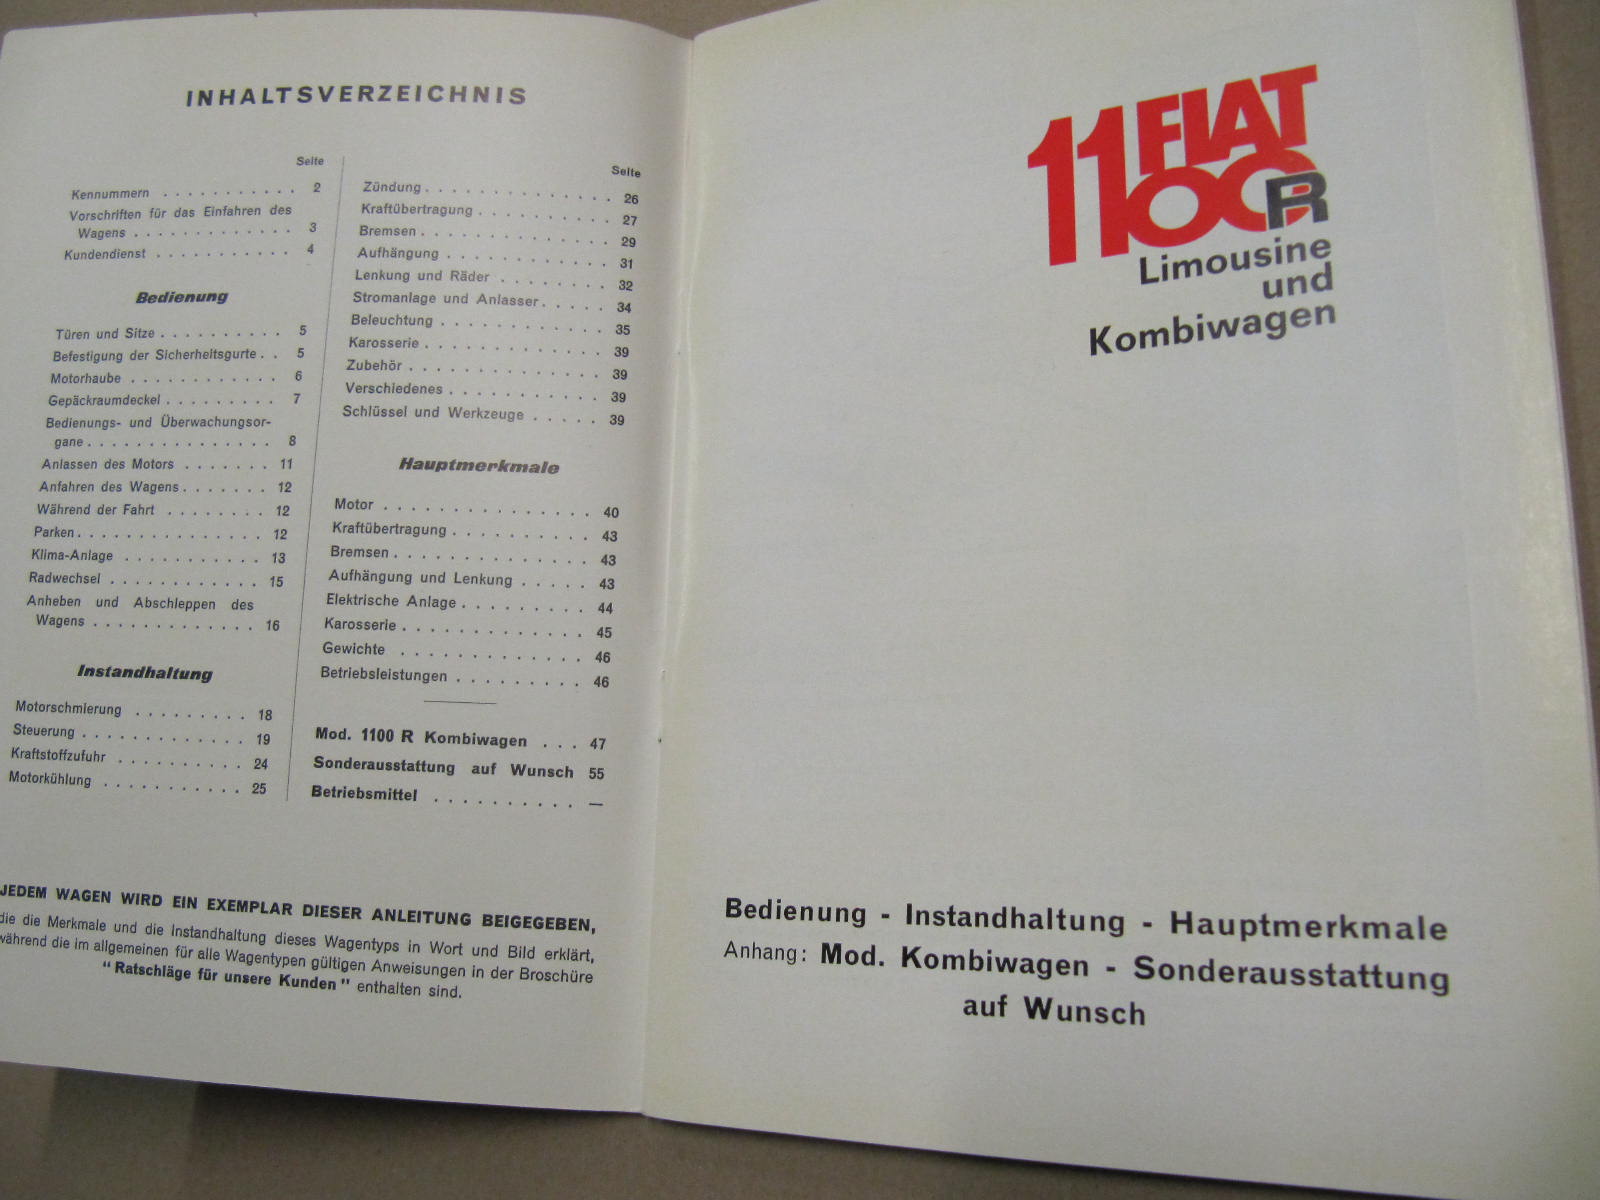 INHALTSVERZEICHNIS
Seite
Kennummern . . . . . . . . . . . 2
Vorschriften für das Einfahren des
Wagens . . . . . . . . . . . . . 3
Kundendienst . . . . . . . . . . . 4
Bedienung
Türen und Sitze . . . . . . . . . . 5
Befestigung der Sicherheitsgurte . . 5
Motorhaube . . . . . . . . . . . . 6
Gepäckraumdeckel . . . . . . . . . 7
Bedienungs- und Überwachungsor-
gane . . . . . . . . . . . . . . . 8
Anlassen des Motors . . . . . . . 11
Anfahren des Wagens . . . . . . . 12
Während der Fahrt . . . . . . . . 12
Parken . . . . . . . . . . . . . . . 12
Klima-Anlage . . . . . . . . . . . 13
Radwechsel . . . . . . . . . . . . 15
Anheben und Abschleppen des
Wagens . . . . . . . . . . . . . 16
Instandhaltung
Motorschmierung . . . . . . . . . 18
Steuerung . . . . . . . . . . . . . 19
Kraftstoffzufuhr . . . . . . . . . . 24
Motorkühlung . . . . . . . . . . . 25
Seite
Zündung . . . . . . . . . . . . . 26
Kraftübertragung . . . . . . . . . 27
Bremsen . . . . . . . . . . . . . 29
Aufhängung . . . . . . . . . . . 31
Lenkung und Räder . . . . . . . . 32
Stromanlage und Anlasser . . . . . 34
Beleuchtung . . . . . . . . . . . . 35
Karosserie . . . . . . . . . . . . . 39
Zubehör . . . . . . . . . . . . . . 39
Verschiedenes . . . . . . . . . . . 39
Schlüssel und Werkzeuge . . . . . 39
Hauptmerkmale
Motor . . . . . . . . . . . . . . . 40
Kraftübertragung . . . . . . . . . . 43
Bremsen . . . . . . . . . . . . . . 43
Aufhängung und Lenkung . . . . . 43
Elektrische Anlage . . . . . . . . . 44
Karosserie . . . . . . . . . . . . . 45
Gewichte . . . . . . . . . . . . . 46
Betriebsleistungen . . . . . . . . . 46
Mod. 1100 R Kombiwagen . . . 47
Sonderausstattung auf Wunsch 55
Betriebsmittel . . . . . . . . . . —
JEDEM WAGEN WIRD EIN EXEMPLAR DIESER ANLEITUNG BEIGEGEBEN,
die die Merkmale und die Instandhaltung dieses Wagentyps in Wort und Bild erklärt,
während die im allgemeinen für alle Wagentypen gültigen Anweisungen in der Broschüre
"Ratschläge für unsere Kunden" enthalten sind.
FIAT
1100R
Limousine
und
Kombiwagen
Bedienung - Instandhaltung - Hauptmerkmale
Anhang: Mod. Kombiwagen - Sonderausstattung
auf Wunsch